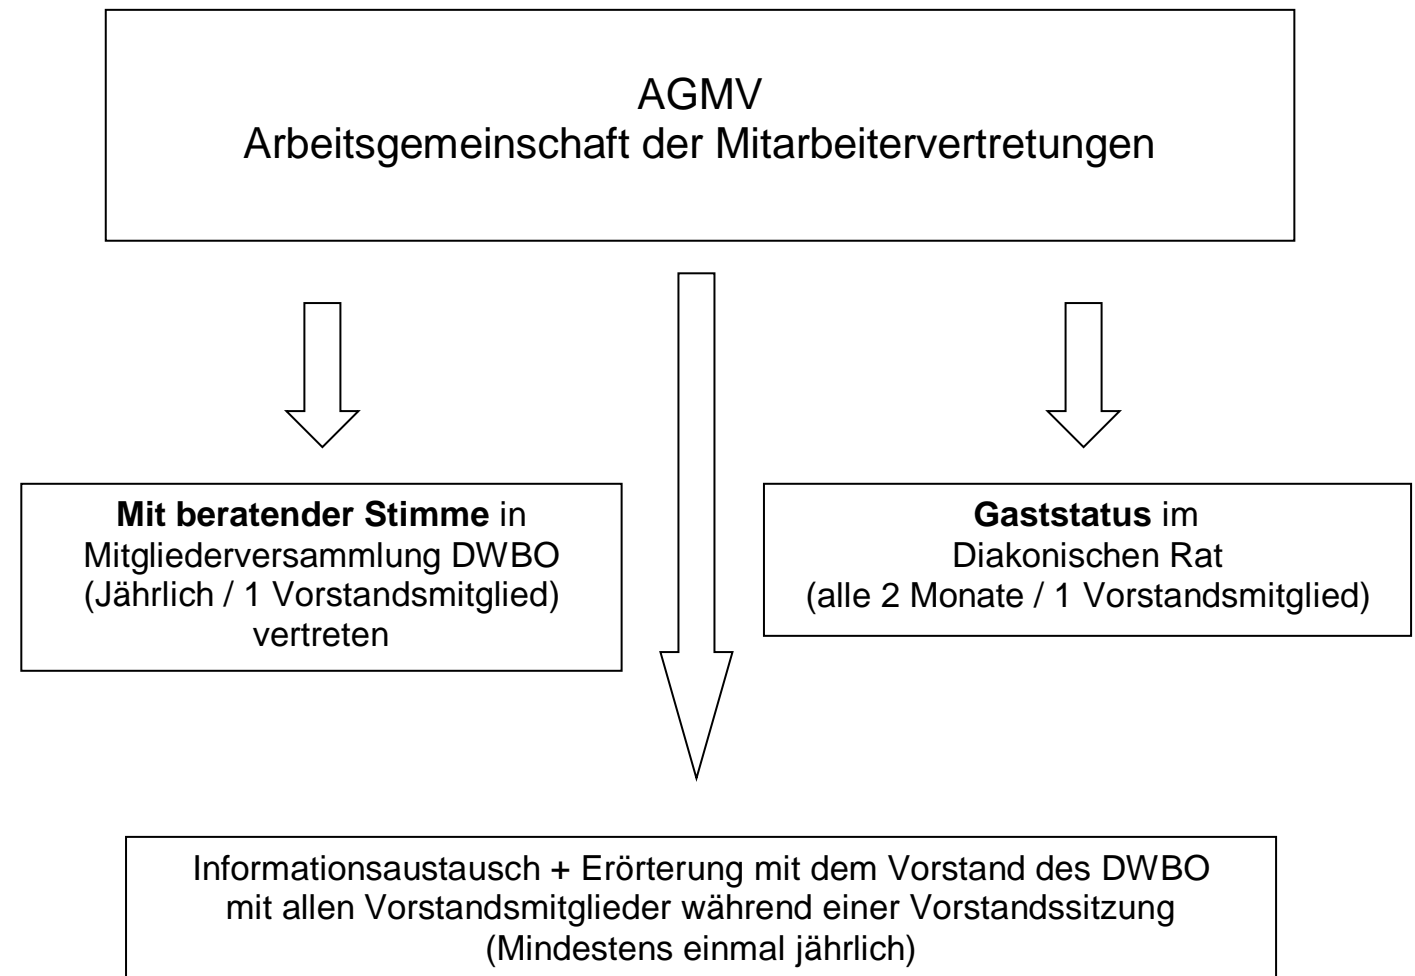 AGMV
Arbeitsgemeinschaft der Mitarbeitervertretungen
Mit beratender Stimme in
Mitgliederversammlung DWBO
(Jährlich / 1 Vorstandsmitglied)
vertreten
Gaststatus im
Diakonischen Rat
(alle 2 Monate / 1 Vorstandsmitglied)
Informationsaustausch + Erörterung mit dem Vorstand des DWBO
mit allen Vorstandsmitglieder während einer Vorstandssitzung
(Mindestens einmal jährlich)